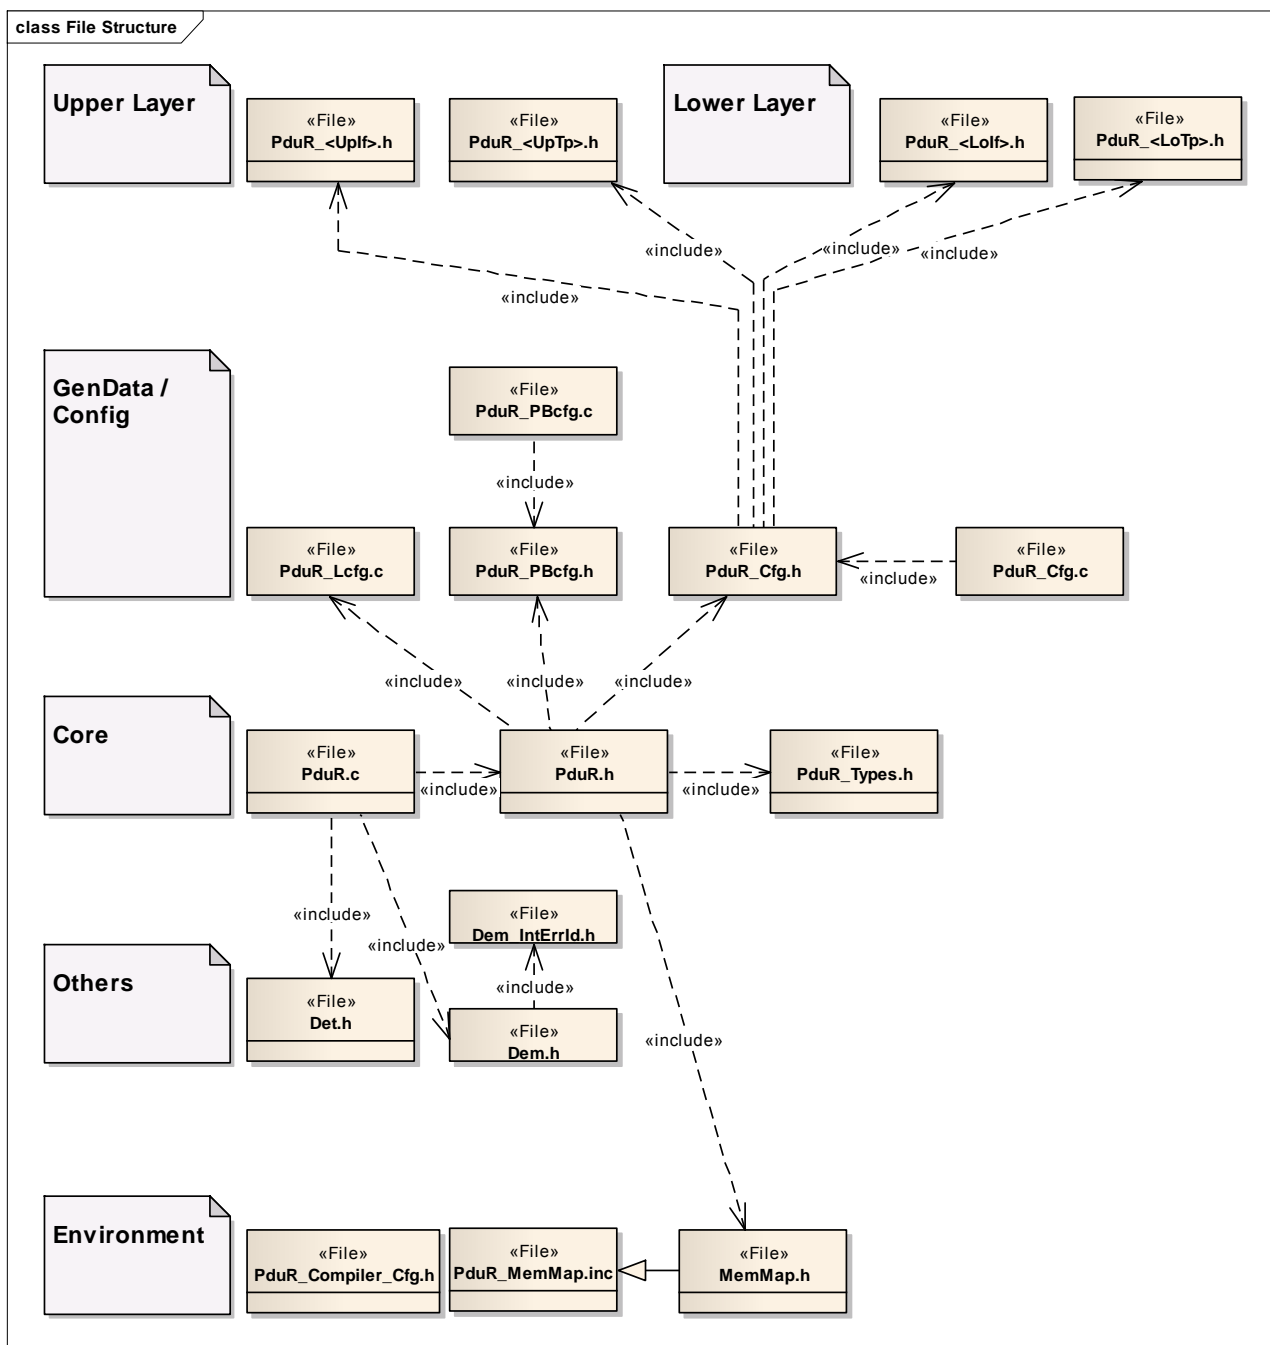 class File Structure
Upper Layer
«File»
PduR_<UpIf>.h
«File»
PduR_<UpTp>.h
Lower Layer
«File»
PduR_<LoIf>.h
«File»
PduR_<LoTp>.h
«include»
«include»
«include»
«include»
GenData /
Config
«File»
PduR_PBcfg.c
«include»
«File»
PduR_Lcfg.c
«File»
PduR_PBcfg.h
«File»
PduR_Cfg.h
«File»
PduR_Cfg.c
«include»
«include»
«include»
«include»
Core
«File»
PduR.c
«File»
PduR.h
«File»
PduR_Types.h
«include»
«include»
«include»
«include»
«File»
Dem_IntErrId.h
Others
«include»
«File»
Det.h
«File»
Dem.h
«include»
Environment
«File»
PduR_Compiler_Cfg.h
«File»
PduR_MemMap.inc
«File»
MemMap.h